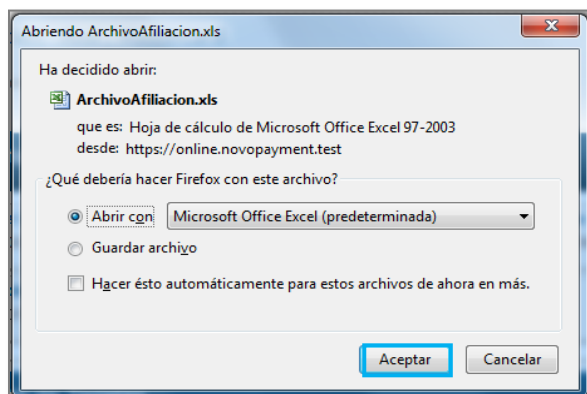 Abriendo ArchivoAfiliacion.xls
Ha decidido abrir:
ArchivoAfiliacion.xls
que es: Hoja de cálculo de Microsoft Office Excel 97-2003
desde: https://online.novopayment.test
¿Qué debería hacer Firefox con este archivo?
Abrir con Microsoft Office Excel (predeterminada)
Guardar archivo
Hacer ésto automáticamente para estos archivos de ahora en más.
Aceptar Cancelar